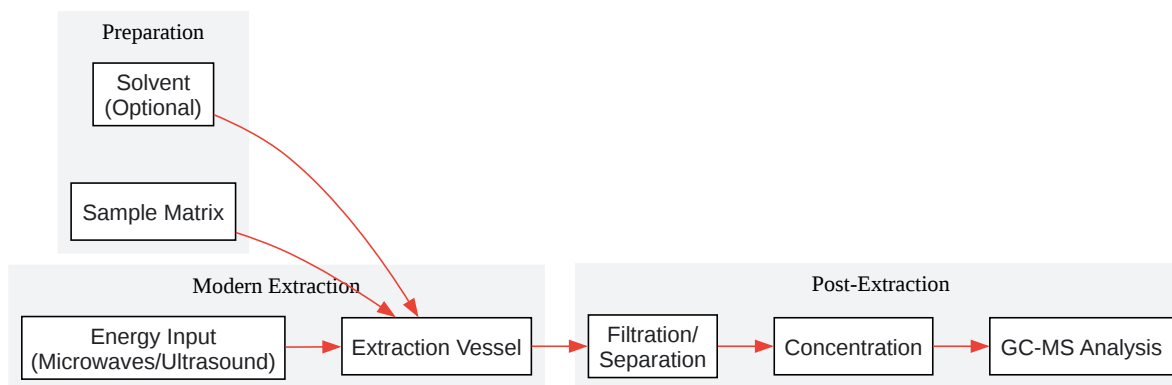 Preparation
Solvent
(Optional)
Sample Matrix
Modern Extraction
Energy Input
(Microwaves/Ultrasound)
Extraction Vessel
Post-Extraction
Filtration/
Separation
Concentration
GC-MS Analysis